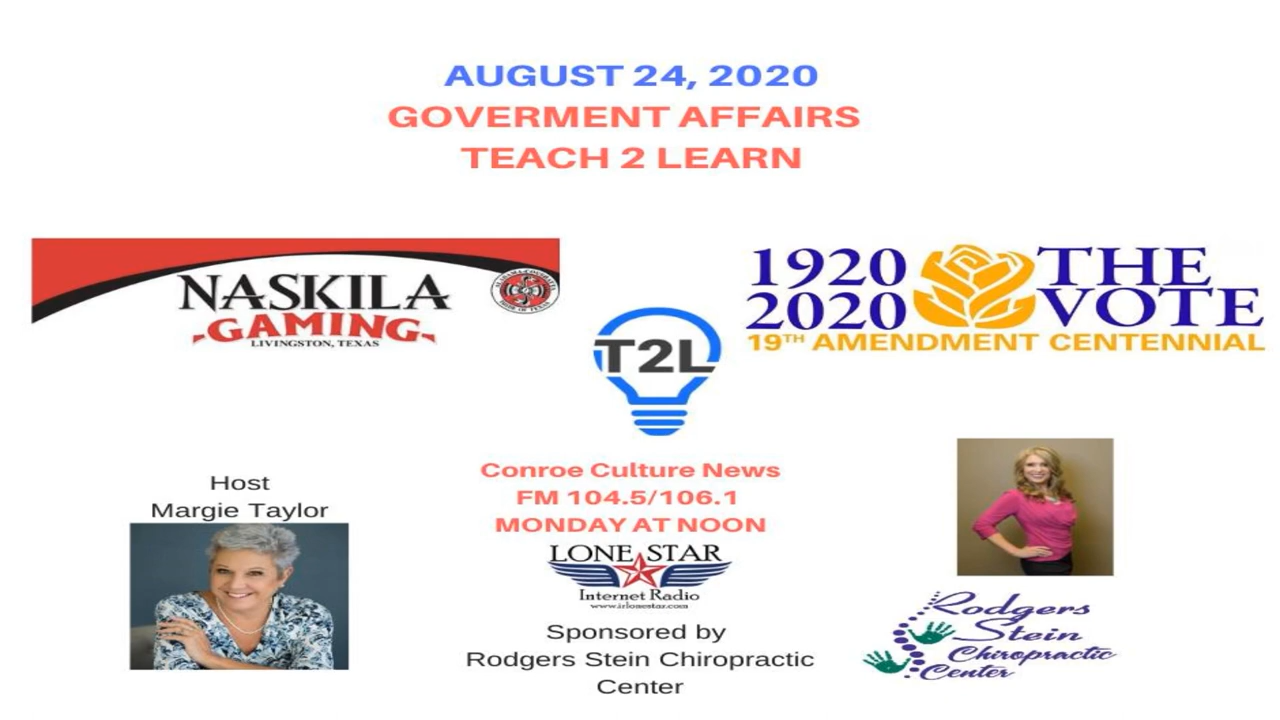 AUGUST 24, 2020
GOVERMENT AFFAIRS
TEACH 2 LEARN
NASKILA
-GAMING-
LIVINGSTON, TEXAS
1920 THE
2020 VOTE
19TH AMENDMENT CENTENNIAL
T2L
Host
Margie Taylor
Conroe Culture News
FM 104.5/106.1
MONDAY AT NOON
LONE STAR
Internet Radio
www.irlonestar.com
Sponsored by
Rodgers Stein Chiropractic
Center
Rodgers
Stein
Chiropractic
Center